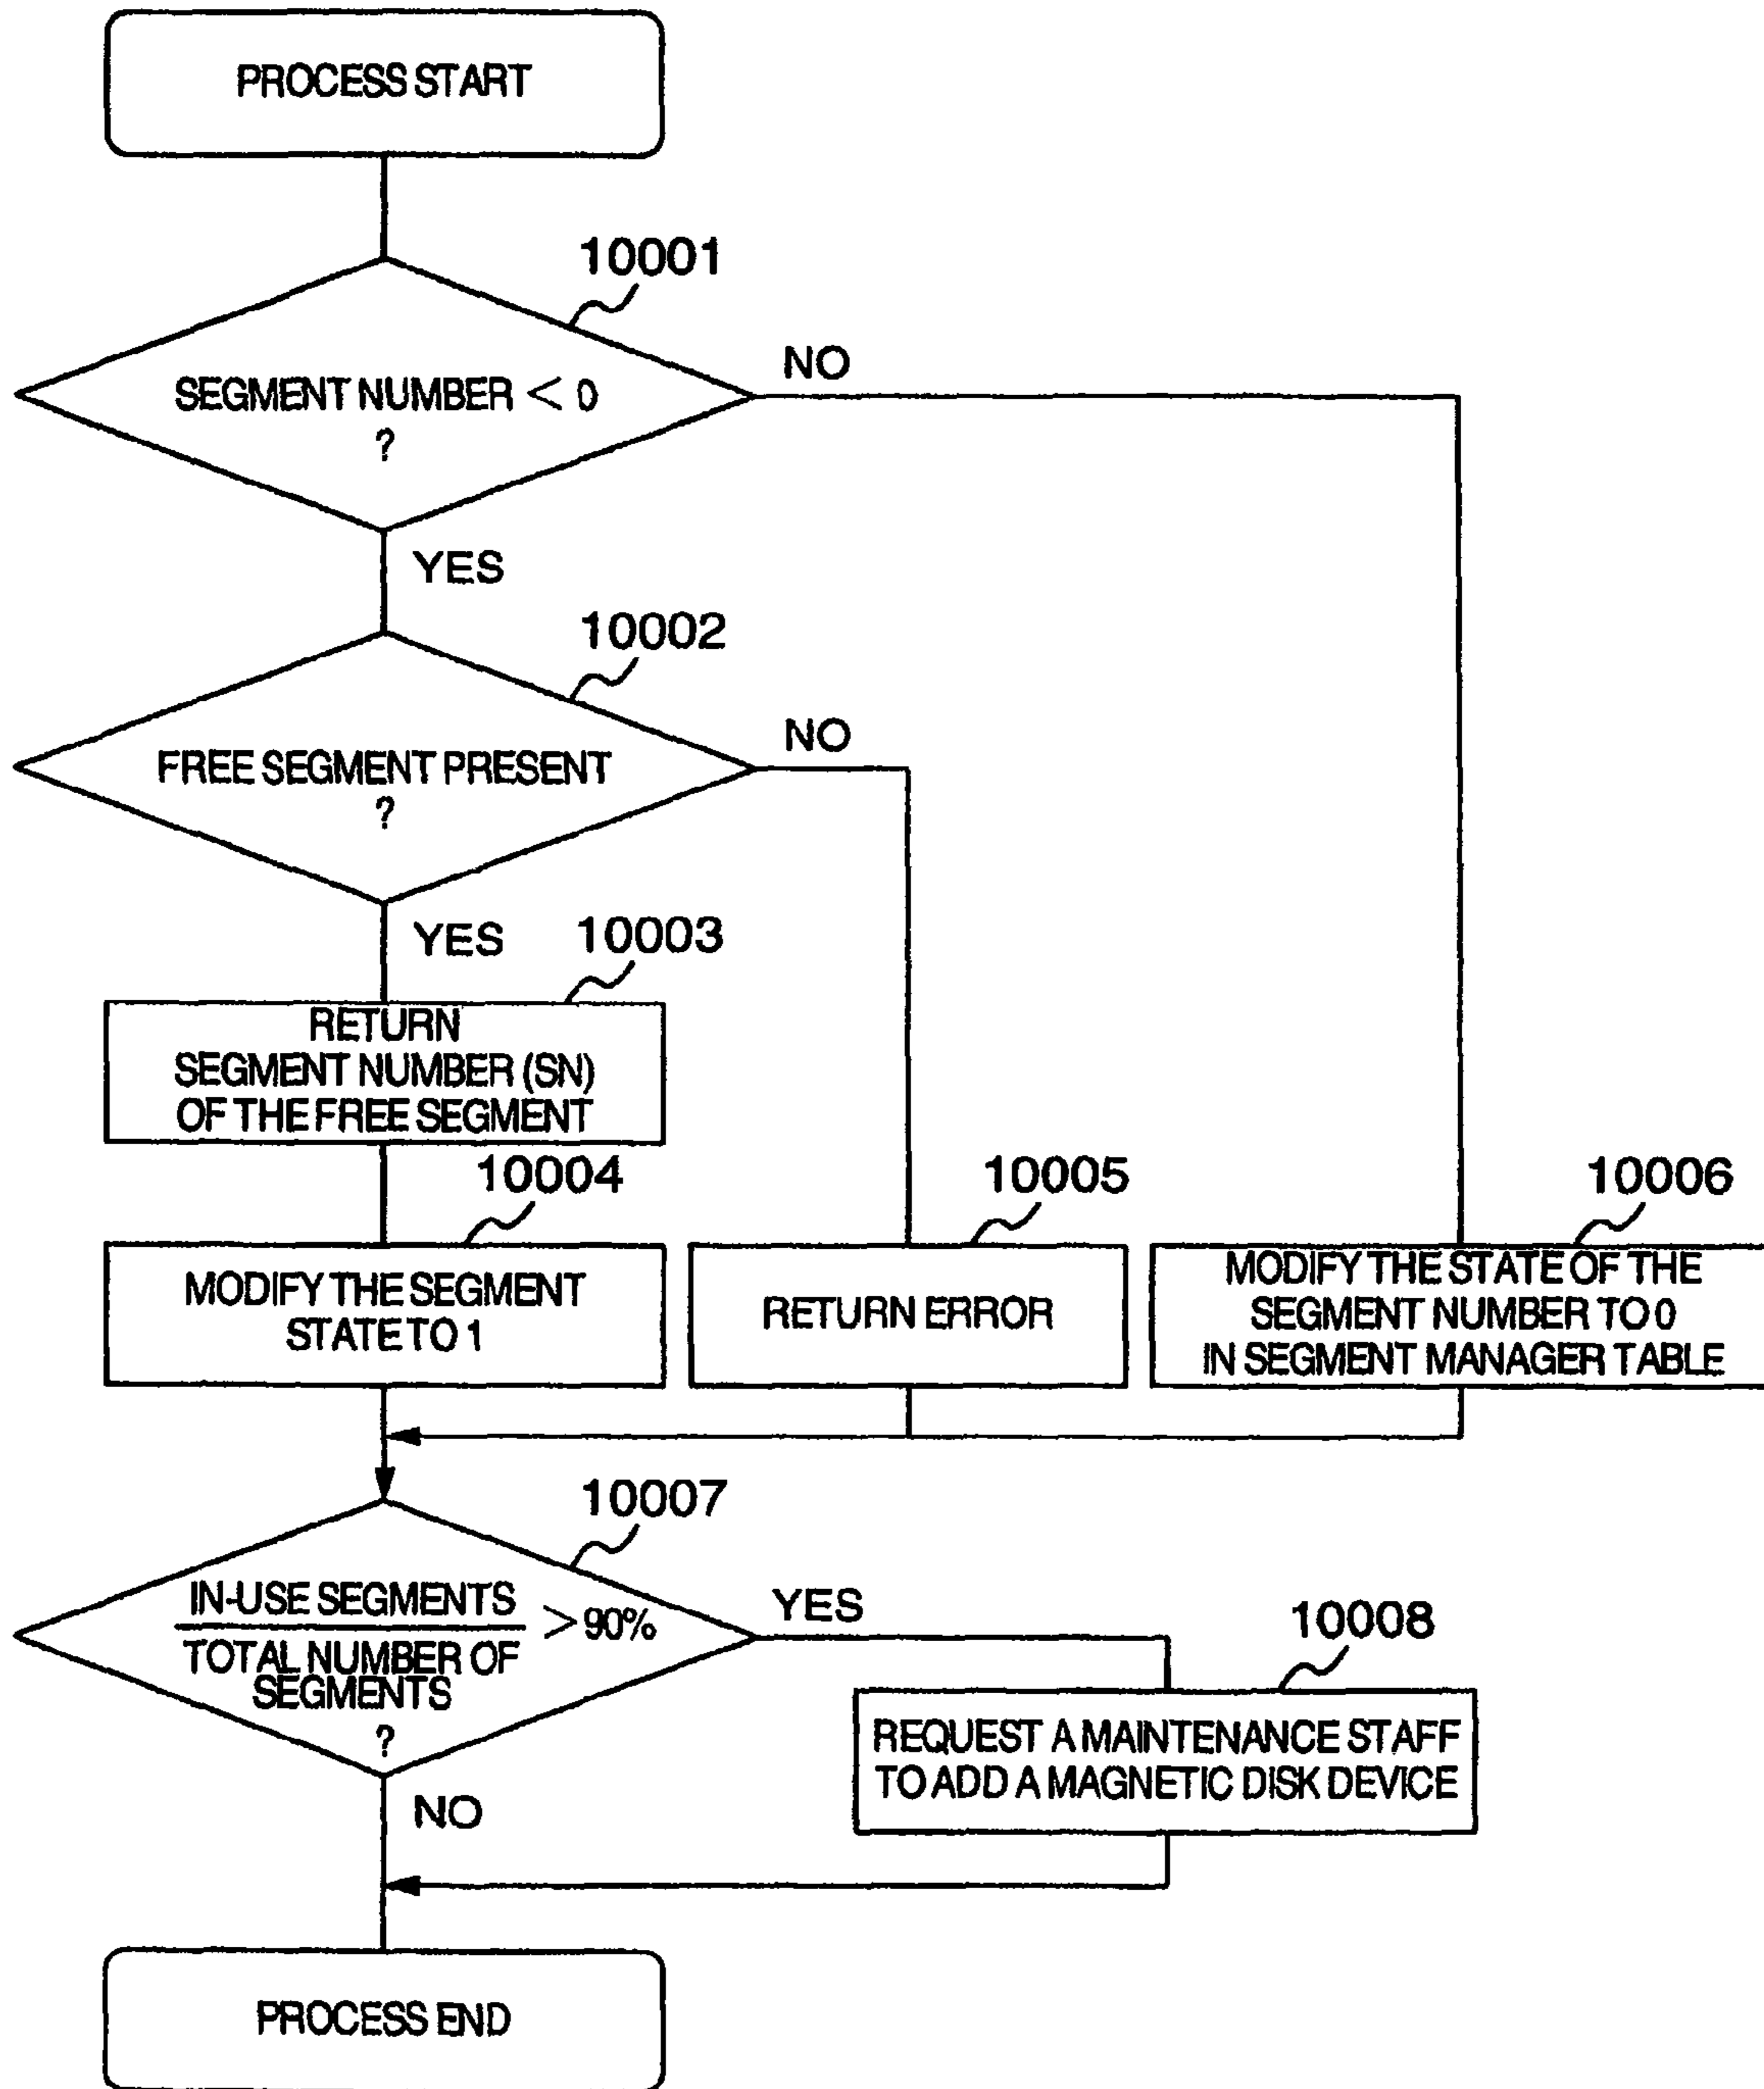 PROCESS START
10001
SEGMENT NUMBER < 0
?
NO
YES
10002
FREE SEGMENT PRESENT
?
NO
YES
10003
RETURN
SEGMENT NUMBER (SN)
OF THE FREE SEGMENT
10004
MODIFY THE SEGMENT
STATE TO 1
10005
RETURN ERROR
10006
MODIFY THE STATE OF THE
SEGMENT NUMBER TO 0
IN SEGMENT MANAGER TABLE
10007
IN-USE SEGMENTS
> 90%
TOTAL NUMBER OF
SEGMENTS
?
YES
NO
10008
REQUEST A MAINTENANCE STAFF
TO ADD A MAGNETIC DISK DEVICE
PROCESS END